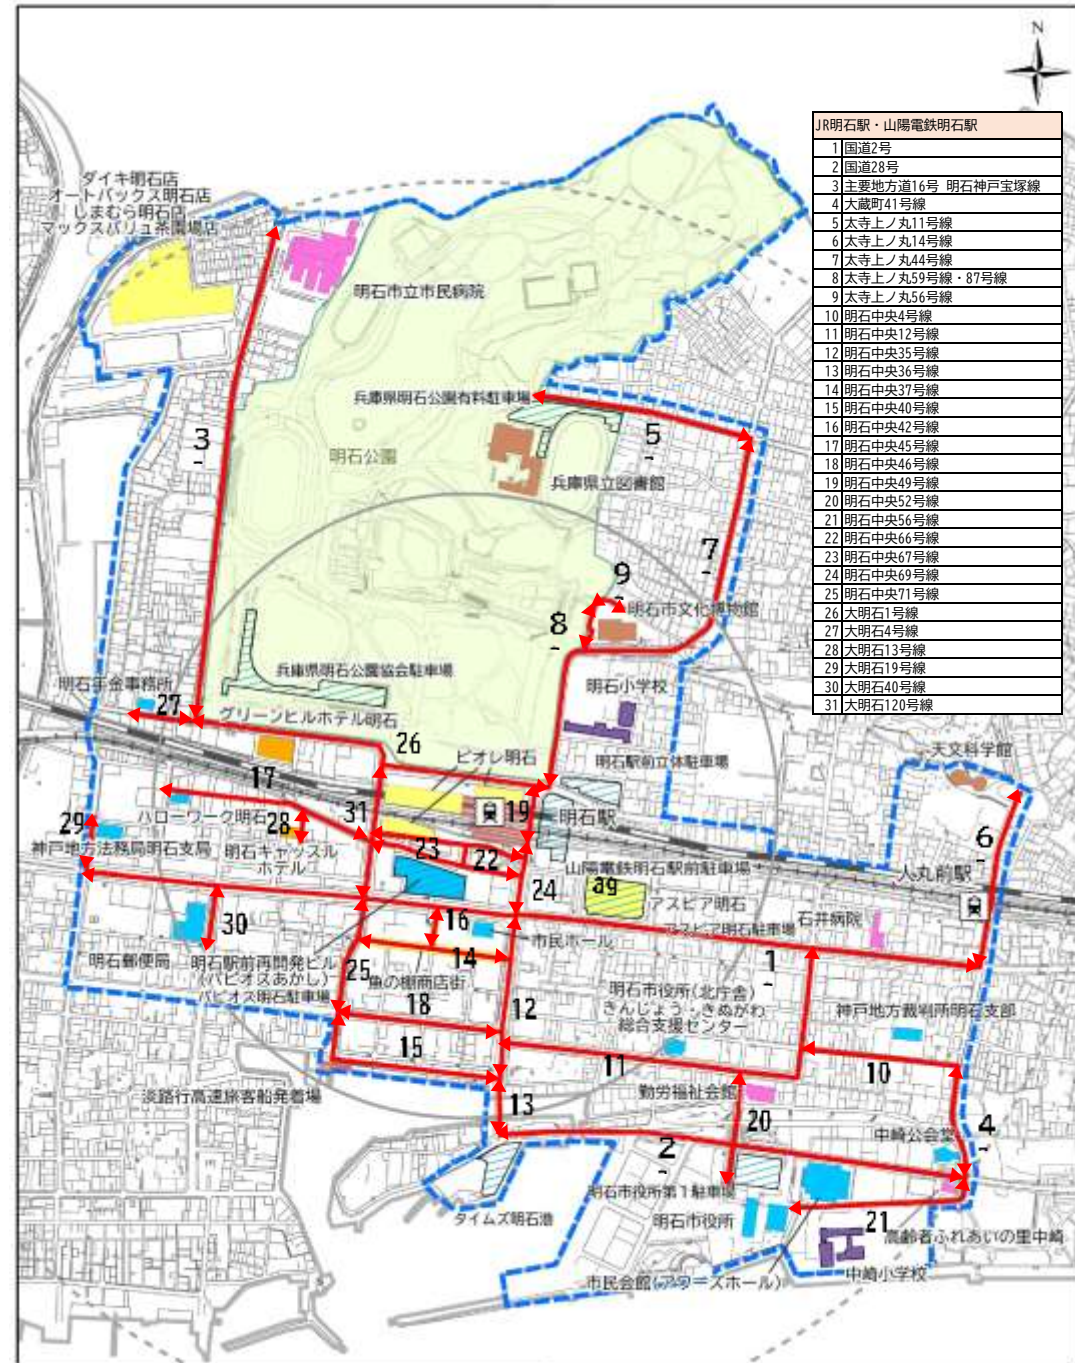 N
JR明石駅・山陽電鉄明石駅
1 国道2号
2 国道28号
3 主要地方道16号 明石神戸宝塚線
4 大蔵町41号線
5 太寺上ノ丸11号線
6 太寺上ノ丸14号線
7 太寺上ノ丸44号線
8 太寺上ノ丸59号線・87号線
9 太寺上ノ丸56号線
10 明石中央4号線
11 明石中央12号線
12 明石中央35号線
13 明石中央36号線
14 明石中央37号線
15 明石中央40号線
16 明石中央42号線
17 明石中央45号線
18 明石中央46号線
19 明石中央49号線
20 明石中央52号線
21 明石中央56号線
22 明石中央66号線
23 明石中央67号線
24 明石中央69号線
25 明石中央71号線
26 大明石1号線
27 大明石4号線
28 大明石13号線
29 大明石19号線
30 大明石40号線
31 大明石120号線
ダイキ明石店
オートバックス明石店
しまむら明石店
マックスバリュ茶園場店
明石市立市民病院
兵庫県明石公園有料駐車場
3
5
明石公園
兵庫県立図書館
7
9
明石市文化博物館
8
兵庫県明石公園協会駐車場
明石小学校
明石年金事務所
27
グリーンヒルホテル明石
26
ピオレ明石
明石駅前立体駐車場
天文科学館
17
31
19
明石駅
ハローワーク明石
28
29
神戸地方法務局明石支局
明石キャッスル
ホテル
23
22
山陽電鉄明石駅前駐車場
6
人丸前駅
24
ag
アスピア明石
アスピア明石駐車場
石井病院
30
16
市民ホール
明石郵便局
明石駅前再開発ビル
(パピオスあかし)
パピオス明石駐車場
25
14
魚の棚商店街
1
18
12
明石市役所(北庁舎)
きんじょう・きぬがわ
総合支援センター
神戸地方裁判所明石支部
15
11
10
淡路行高速旅客船発着場
13
勤労福祉会館
20
2
中崎公会堂
4
明石市役所第1駐車場
タイムズ明石港
明石市役所
21
高齢者ふれあいの里中崎
中崎小学校
市民会館(アワーズホール)